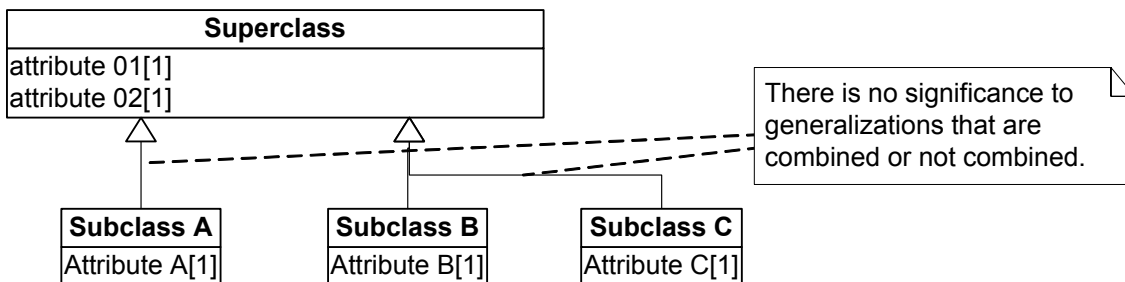 Superclass
attribute 01[1]
attribute 02[1]
There is no significance to
generalizations that are
combined or not combined.
Subclass A
Attribute A[1]
Subclass B
Attribute B[1]
Subclass C
Attribute C[1]